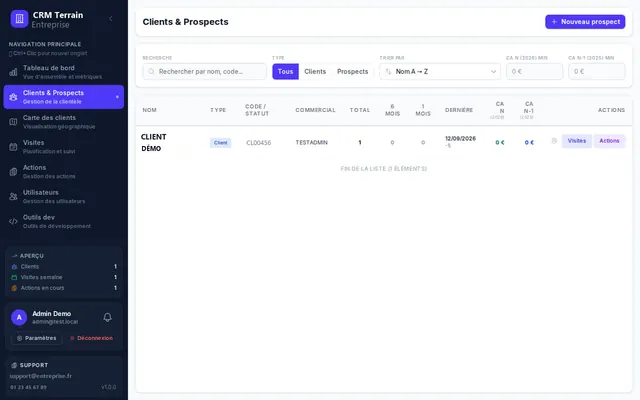 CRM Terrain
Entreprise
NAVIGATION PRINCIPALE
Ctrl+Clic pour nouvel onglet
Tableau de bord
Vue d'ensemble et métriques
Clients & Prospects
Gestion de la clientèle
Carte des clients
Visualisation géographique
Visites
Planification et suivi
Actions
Gestion des actions
Utilisateurs
Gestion des utilisateurs
Outils dev
Outils de développement
APERÇU
Clients 1
Visites semaine 1
Actions en cours 1
A
Admin Demo
admin@test.local
Paramètres
Déconnexion
SUPPORT
support@entreprise.fr
01 23 45 67 89
v1.0.0
Clients & Prospects
+ Nouveau prospect
RECHERCHE
Rechercher par nom, code...
TYPE
Tous Clients Prospects
TRIER PAR
Nom A → Z
CA N (2026) MIN
0 €
CA N-1 (2025) MIN
0 €
NOM TYPE CODE / STATUT COMMERCIAL TOTAL 6 MOIS 1 MOIS DERNIÈRE CA N CA N-1 ACTIONS
CLIENT DÉMO Client CL00456 TESTADMIN 1 0 0 12/08/2026 0 € 0 € Visites Actions
FIN DE LA LISTE (1 ÉLÉMENTS)